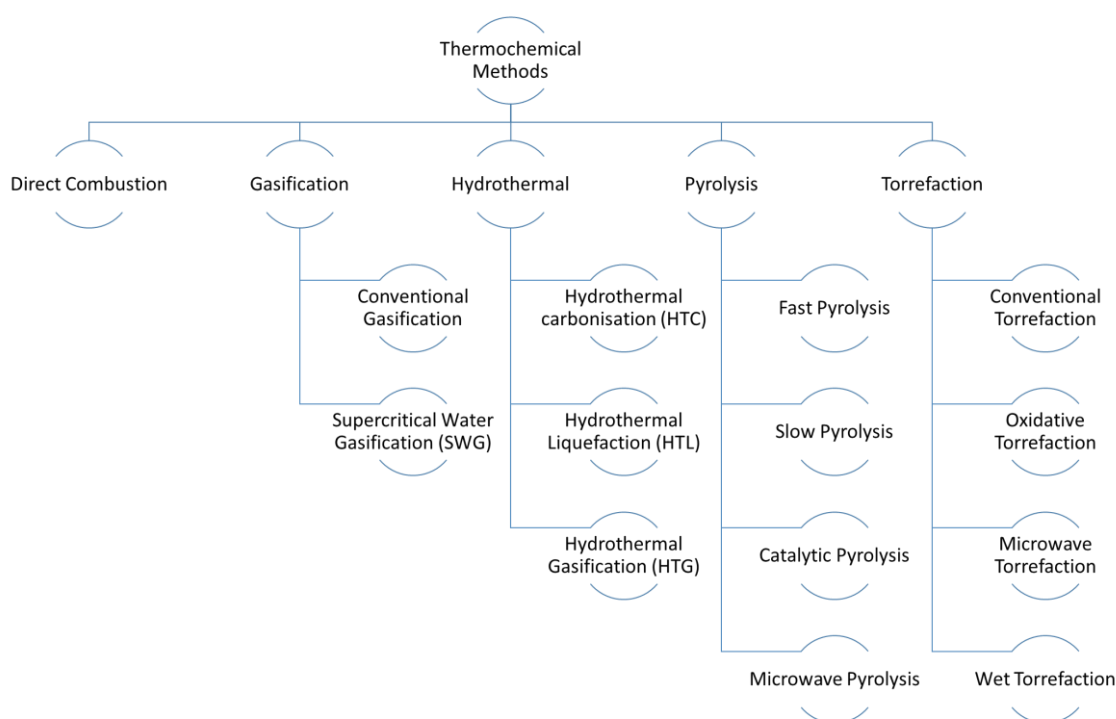 Thermochemical
Methods
Direct Combustion
Gasification
Hydrothermal
Pyrolysis
Torrefaction
Conventional
Gasification
Supercritical Water
Gasification (SWG)
Hydrothermal
carbonisation (HTC)
Hydrothermal
Liquefaction (HTL)
Hydrothermal
Gasification (HTG)
Fast Pyrolysis
Slow Pyrolysis
Catalytic Pyrolysis
Microwave Pyrolysis
Conventional
Torrefaction
Oxidative
Torrefaction
Microwave
Torrefaction
Wet Torrefaction